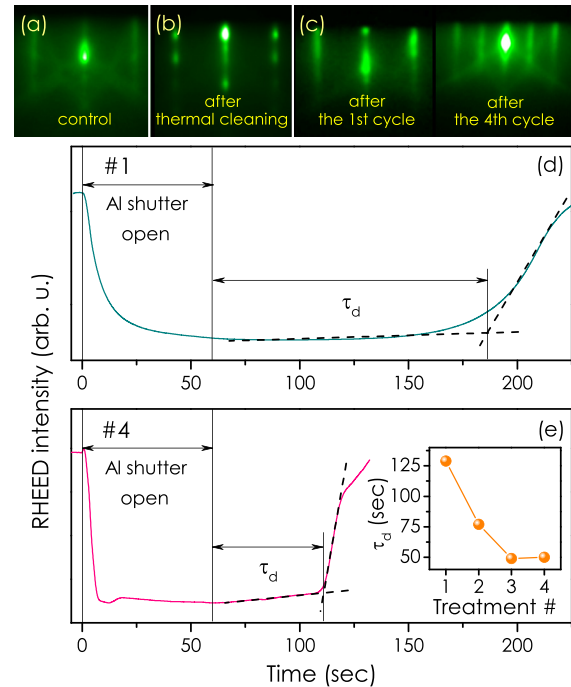 (a)
control
(b)
after
thermal cleaning
(c)
after
the 1st cycle
after
the 4th cycle
RHEED intensity (arb. u.)
#1
(d)
Al shutter
open
τd
0 50 100 150 200
#4
(e)
Al shutter
open
τd
τd (sec)
125
75
50
1 2 3 4
Treatment #
0 50 100 150 200
Time (sec)